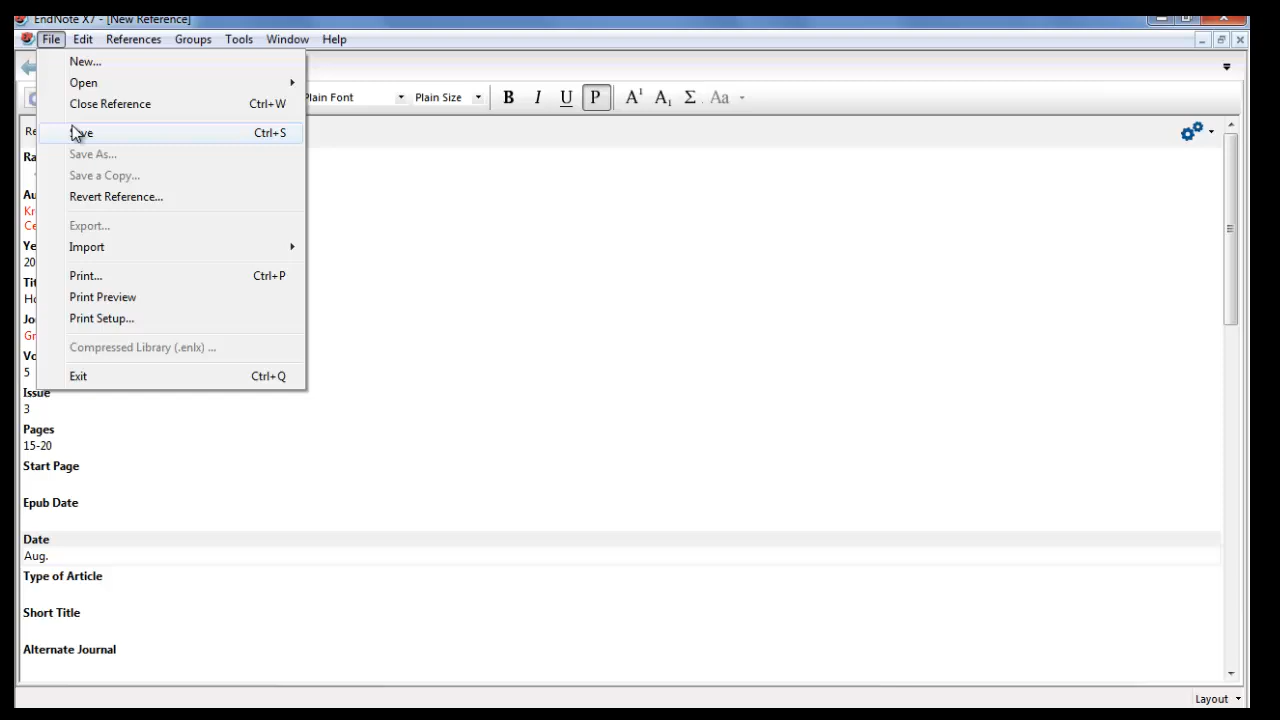 EndNote X7 - [New Reference]
File Edit References Groups Tools Window Help
New...
Open
Close Reference Ctrl+W
Plain Font Plain Size B I U P A¹ A₁ Σ Aa
Ctrl+S
Save As...
Save a Copy...
Revert Reference...
Export...
Import
Print... Ctrl+P
Print Preview
Print Setup...
Compressed Library (.enlx) ...
Exit Ctrl+Q
5
Issue
3
Pages
15-20
Start Page
Epub Date
Date
Aug.
Type of Article
Short Title
Alternate Journal
Layout